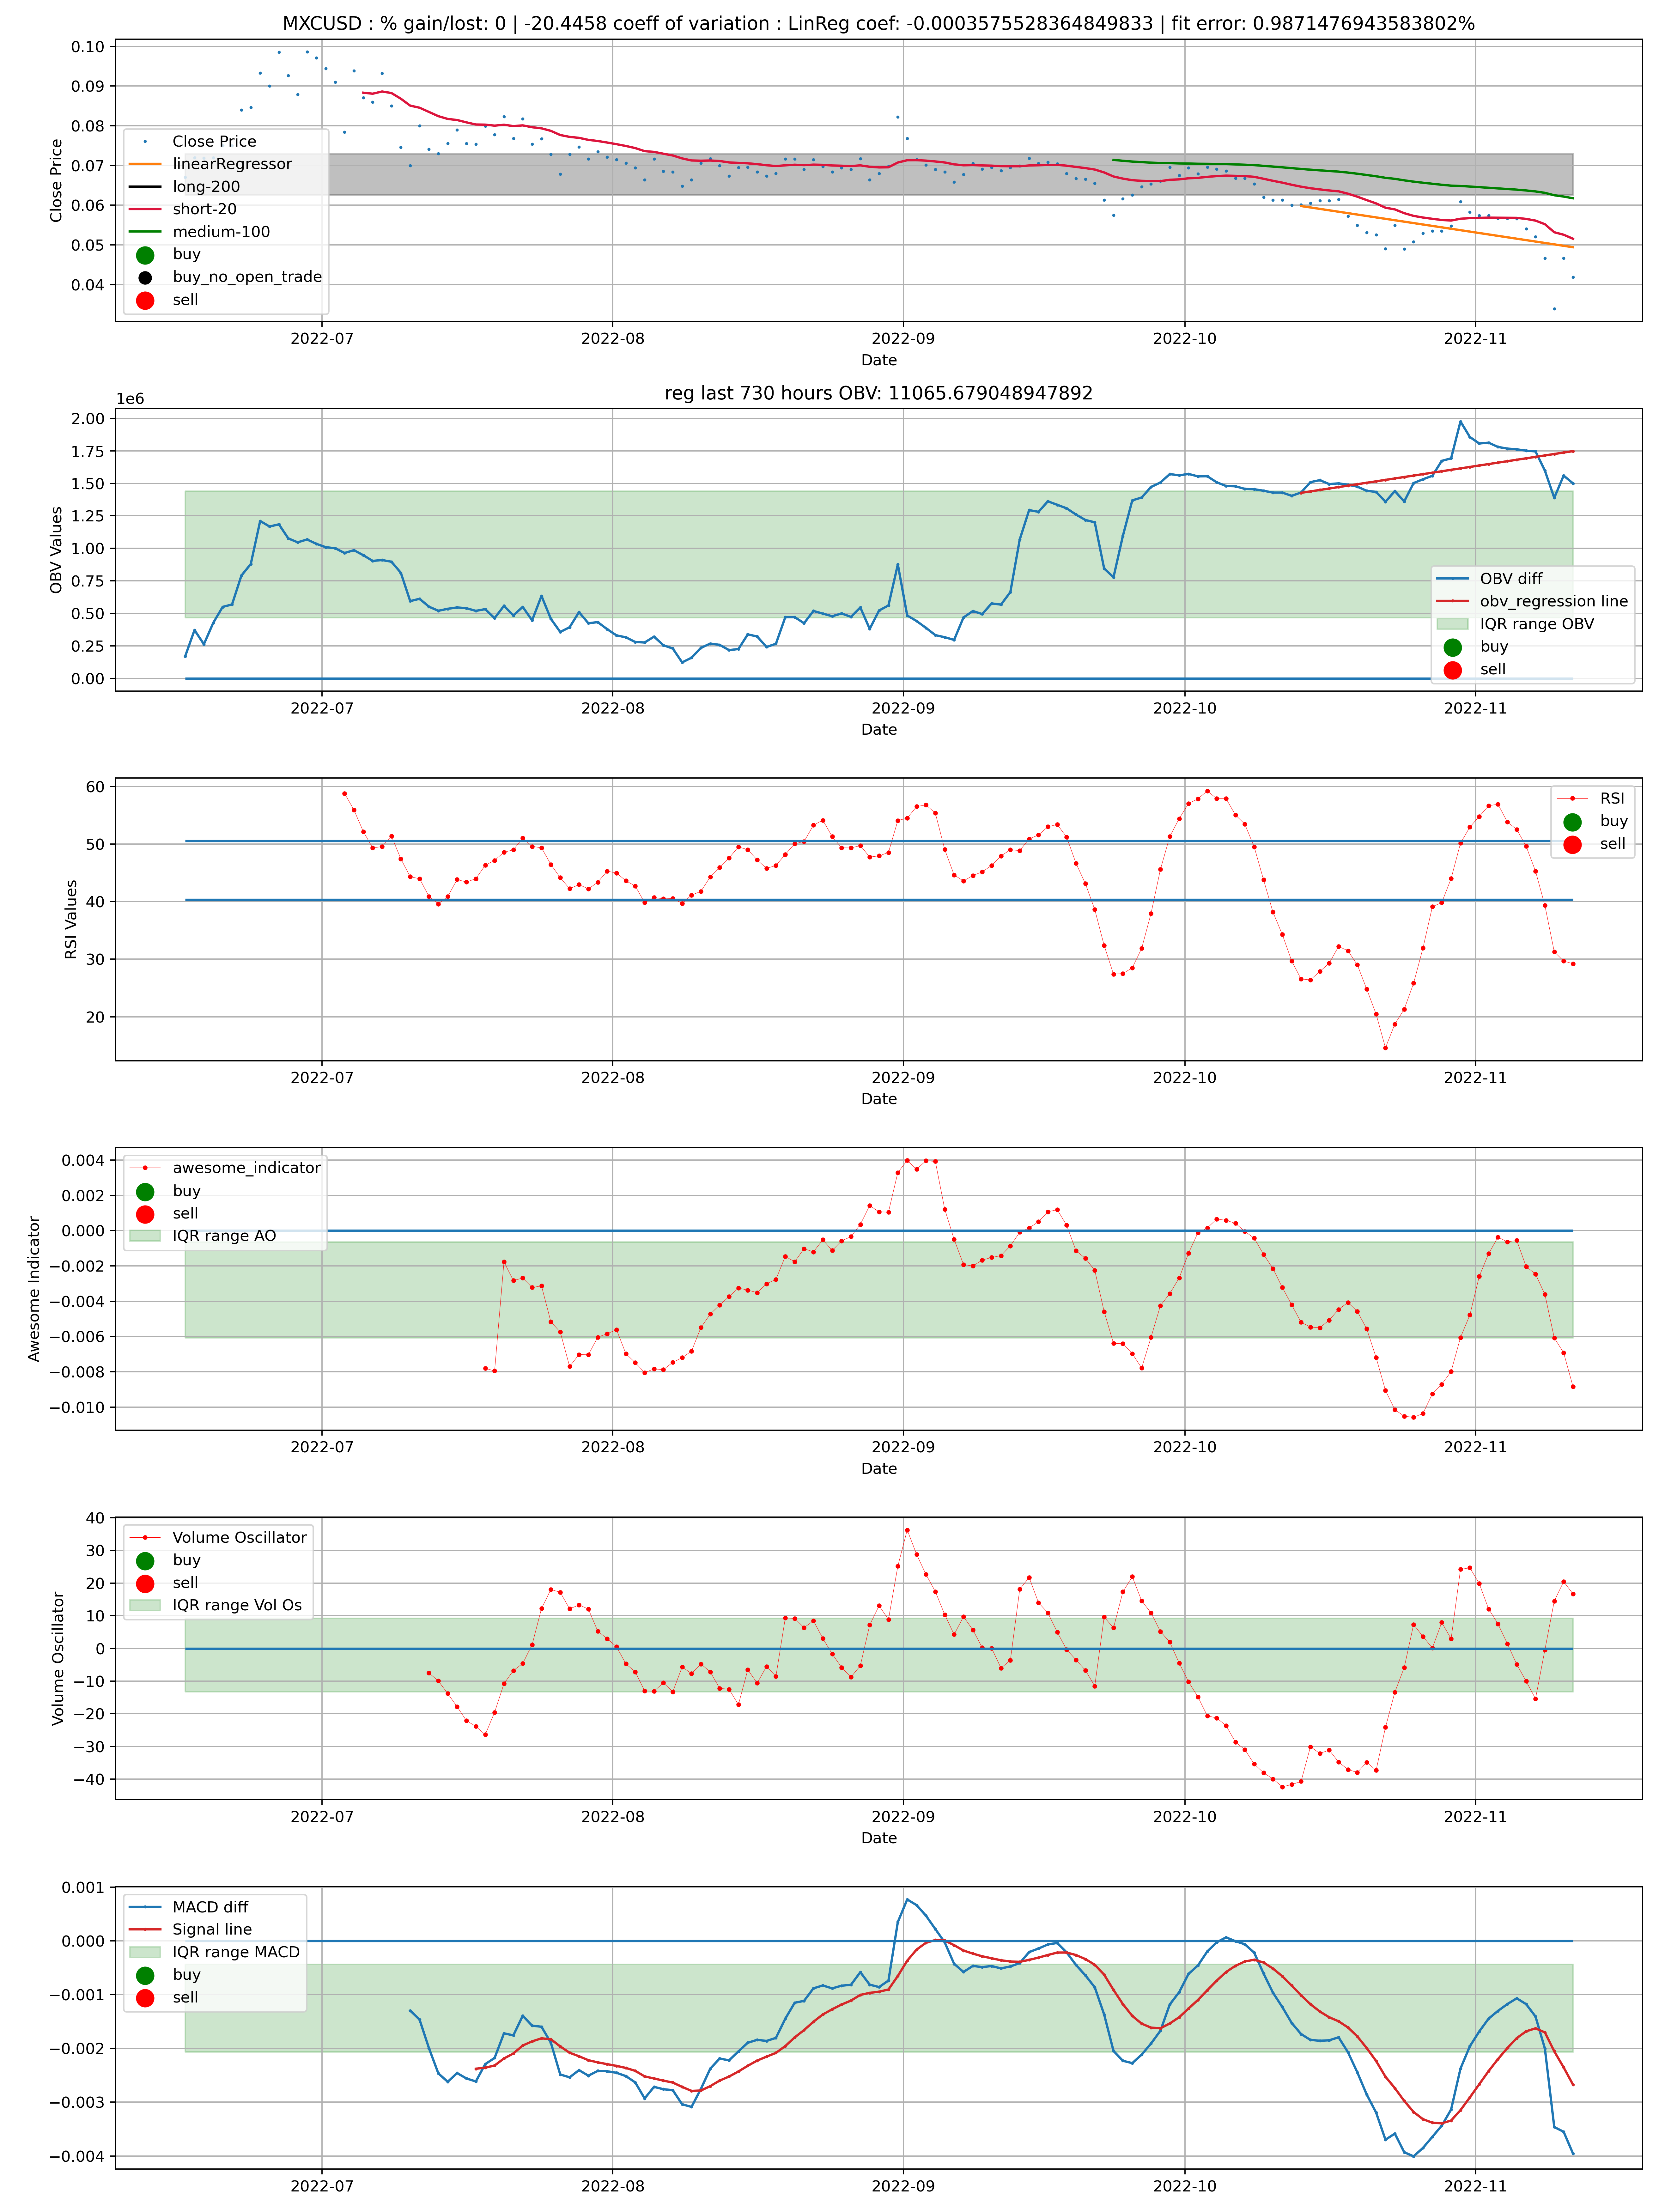 MXCUSD : % gain/lost: 0 | -20.4458 coeff of variation : LinReg coef: -0.0003575528364849833 | fit error: 0.9871476943583802%
0.10
0.09
0.08
0.07
0.06
0.05
0.04
Close Price
Close Price
linearRegressor
long-200
short-20
medium-100
buy
buy_no_open_trade
sell
2022-07
2022-08
2022-09
2022-10
2022-11
Date
reg last 730 hours OBV: 11065.679048947892
1e6
2.00
1.75
1.50
1.25
1.00
0.75
0.50
0.25
0.00
OBV Values
OBV diff
obv_regression line
IQR range OBV
buy
sell
2022-07
2022-08
2022-09
2022-10
2022-11
Date
60
50
40
30
20
RSI Values
RSI
buy
sell
2022-07
2022-08
2022-09
2022-10
2022-11
Date
0.004
0.002
0.000
−0.002
−0.004
−0.006
−0.008
−0.010
Awesome Indicator
awesome_indicator
buy
sell
IQR range AO
2022-07
2022-08
2022-09
2022-10
2022-11
Date
40
30
20
10
0
−10
−20
−30
−40
Volume Oscillator
Volume Oscillator
buy
sell
IQR range Vol Os
2022-07
2022-08
2022-09
2022-10
2022-11
Date
0.001
0.000
−0.001
−0.002
−0.003
−0.004
MACD diff
Signal line
IQR range MACD
buy
sell
2022-07
2022-08
2022-09
2022-10
2022-11